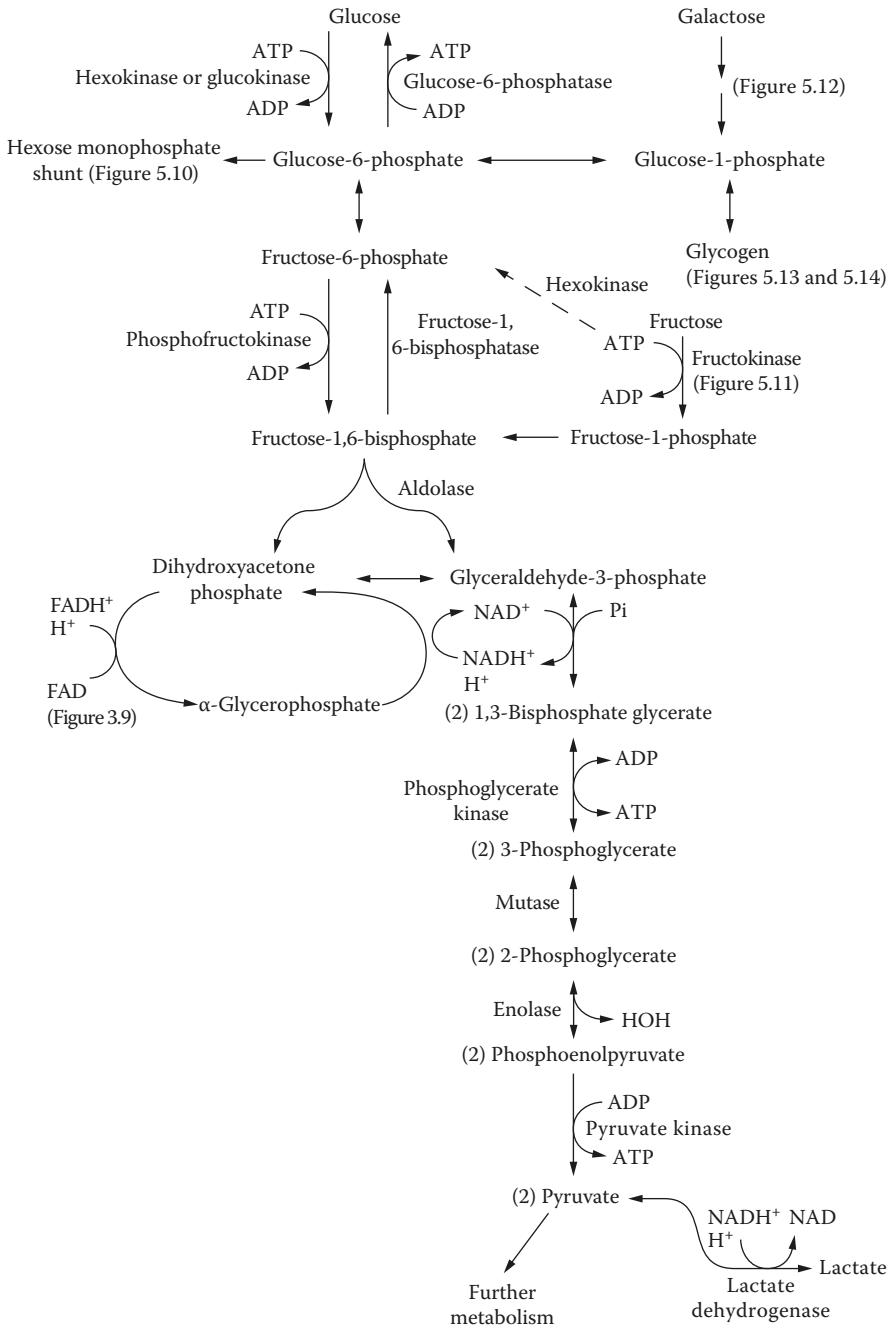 Glucose
Galactose
ATP
ATP
Hexokinase or glucokinase
Glucose-6-phosphatase
(Figure 5.12)
ADP
ADP
Hexose monophosphate
shunt (Figure 5.10)
Glucose-6-phosphate
Glucose-1-phosphate
Fructose-6-phosphate
Glycogen
(Figures 5.13 and 5.14)
Hexokinase
ATP
Phosphofructokinase
ADP
Fructose-1,
6-bisphosphatase
Fructose
ATP
Fructokinase
(Figure 5.11)
ADP
Fructose-1,6-bisphosphate
Fructose-1-phosphate
Aldolase
Dihydroxyacetone
phosphate
Glyceraldehyde-3-phosphate
FADH⁺
H⁺
FAD
(Figure 3.9)
α-Glycerophosphate
NAD⁺
Pi
NADH⁺
H⁺
(2) 1,3-Bisphosphate glycerate
ADP
Phosphoglycerate
kinase
ATP
(2) 3-Phosphoglycerate
Mutase
(2) 2-Phosphoglycerate
Enolase
HOH
(2) Phosphoenolpyruvate
ADP
Pyruvate kinase
ATP
(2) Pyruvate
NADH⁺ NAD
H⁺
Lactate
Lactate
dehydrogenase
Further
metabolism